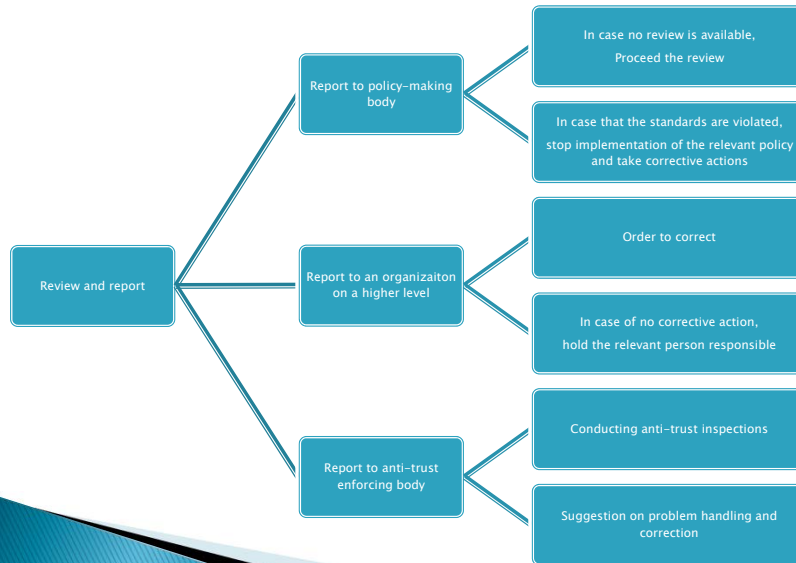 In case no review is available,
Proceed the review
Report to policy-making
body
In case that the standards are violated,
stop implementation of the relevant policy
and take corrective actions
Order to correct
Review and report
Report to an organizaiton
on a higher level
In case of no corrective action,
hold the relevant person responsible
Conducting anti-trust inspections
Report to anti-trust
enforcing body
Suggestion on problem handling and
correction